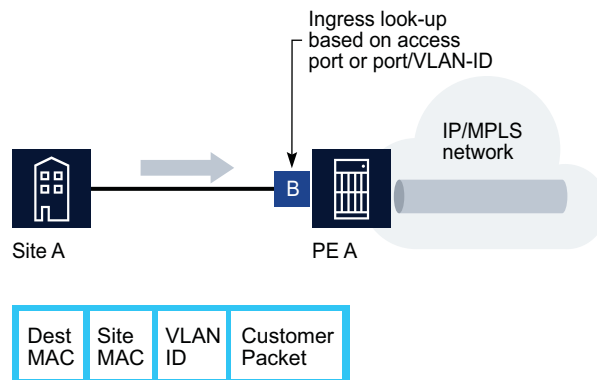 Ingress look-up
based on access
port or port/VLAN-ID
IP/MPLS
network
B
Site A
PE A
Dest MAC
Site MAC
VLAN ID
Customer Packet